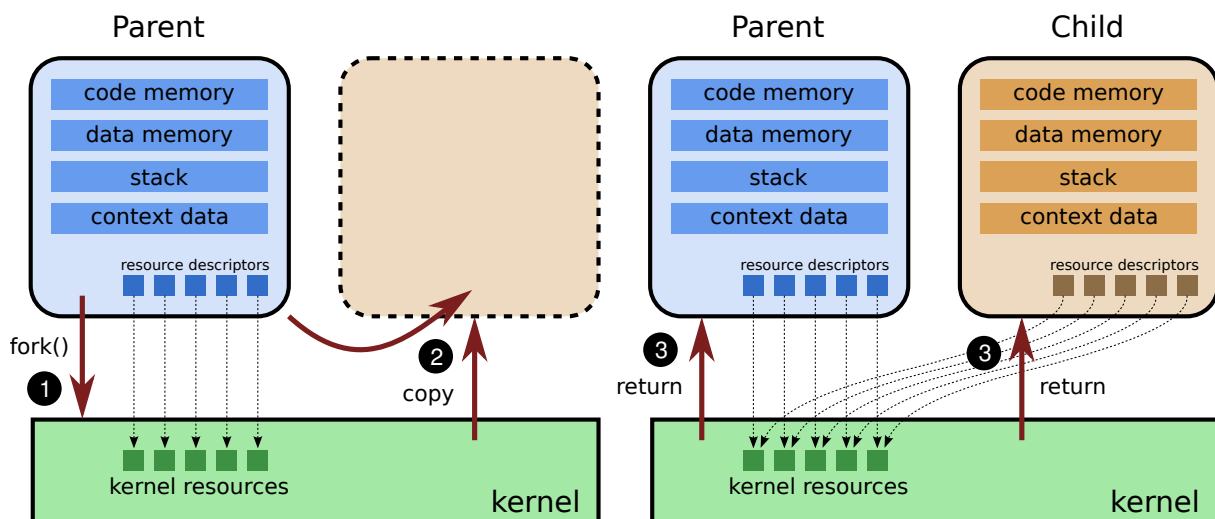 Parent
code memory
data memory
stack
context data
resource descriptors
fork()
1
2
copy
kernel resources
kernel
Parent
Child
code memory
data memory
stack
context data
resource descriptors
code memory
data memory
stack
context data
resource descriptors
3
return
3
return
kernel resources
kernel